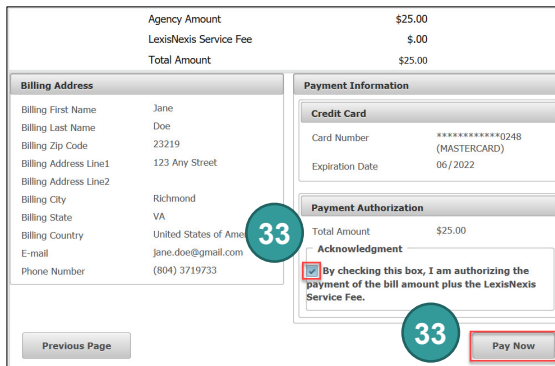 Agency Amount $25.00
LexisNexis Service Fee $.00
Total Amount $25.00
Billing Address
Billing First Name Jane
Billing Last Name Doe
Billing Zip Code 23219
Billing Address Line1 123 Any Street
Billing Address Line2
Billing City Richmond
Billing State VA
Billing Country United States of Ame
E-mail jane.doe@gmail.com
Phone Number (804) 3719733
33
Payment Information
Credit Card
Card Number ************0248
(MASTERCARD)
Expiration Date 06/2022
Payment Authorization
Total Amount $25.00
Acknowledgment
By checking this box, I am authorizing the
payment of the bill amount plus the LexisNexis
Service Fee.
Previous Page
33
Pay Now